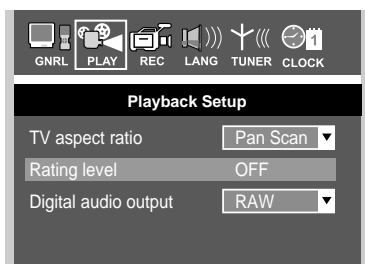 GNRL PLAY REC LANG TUNER CLOCK
1
Playback Setup
TV aspect ratio Pan Scan
Rating level OFF
Digital audio output RAW